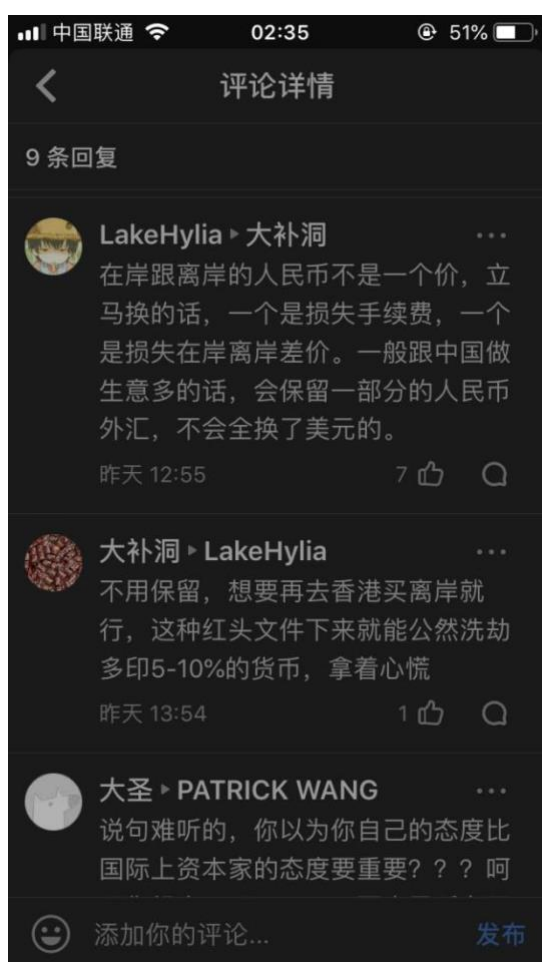 中国联通 02:35 51%
评论详情
9 条回复
LakeHylia ▸ 大补洞
在岸跟离岸的人民币不是一个价，立
马换的话，一个是损失手续费，一个
是损失在岸离岸差价。一般跟中国做
生意多的话，会保留一部分的人民币
外汇，不会全换了美元的。
昨天 12:55 7
大补洞 ▸ LakeHylia
不用保留，想要再去香港买离岸就
行，这种红头文件下来就能公然洗劫
多印5-10%的货币，拿着心慌
昨天 13:54 1
大圣 ▸ PATRICK WANG
说句难听的，你以为你自己的态度比
国际上资本家的态度要重要？？？呵
添加你的评论... 发布